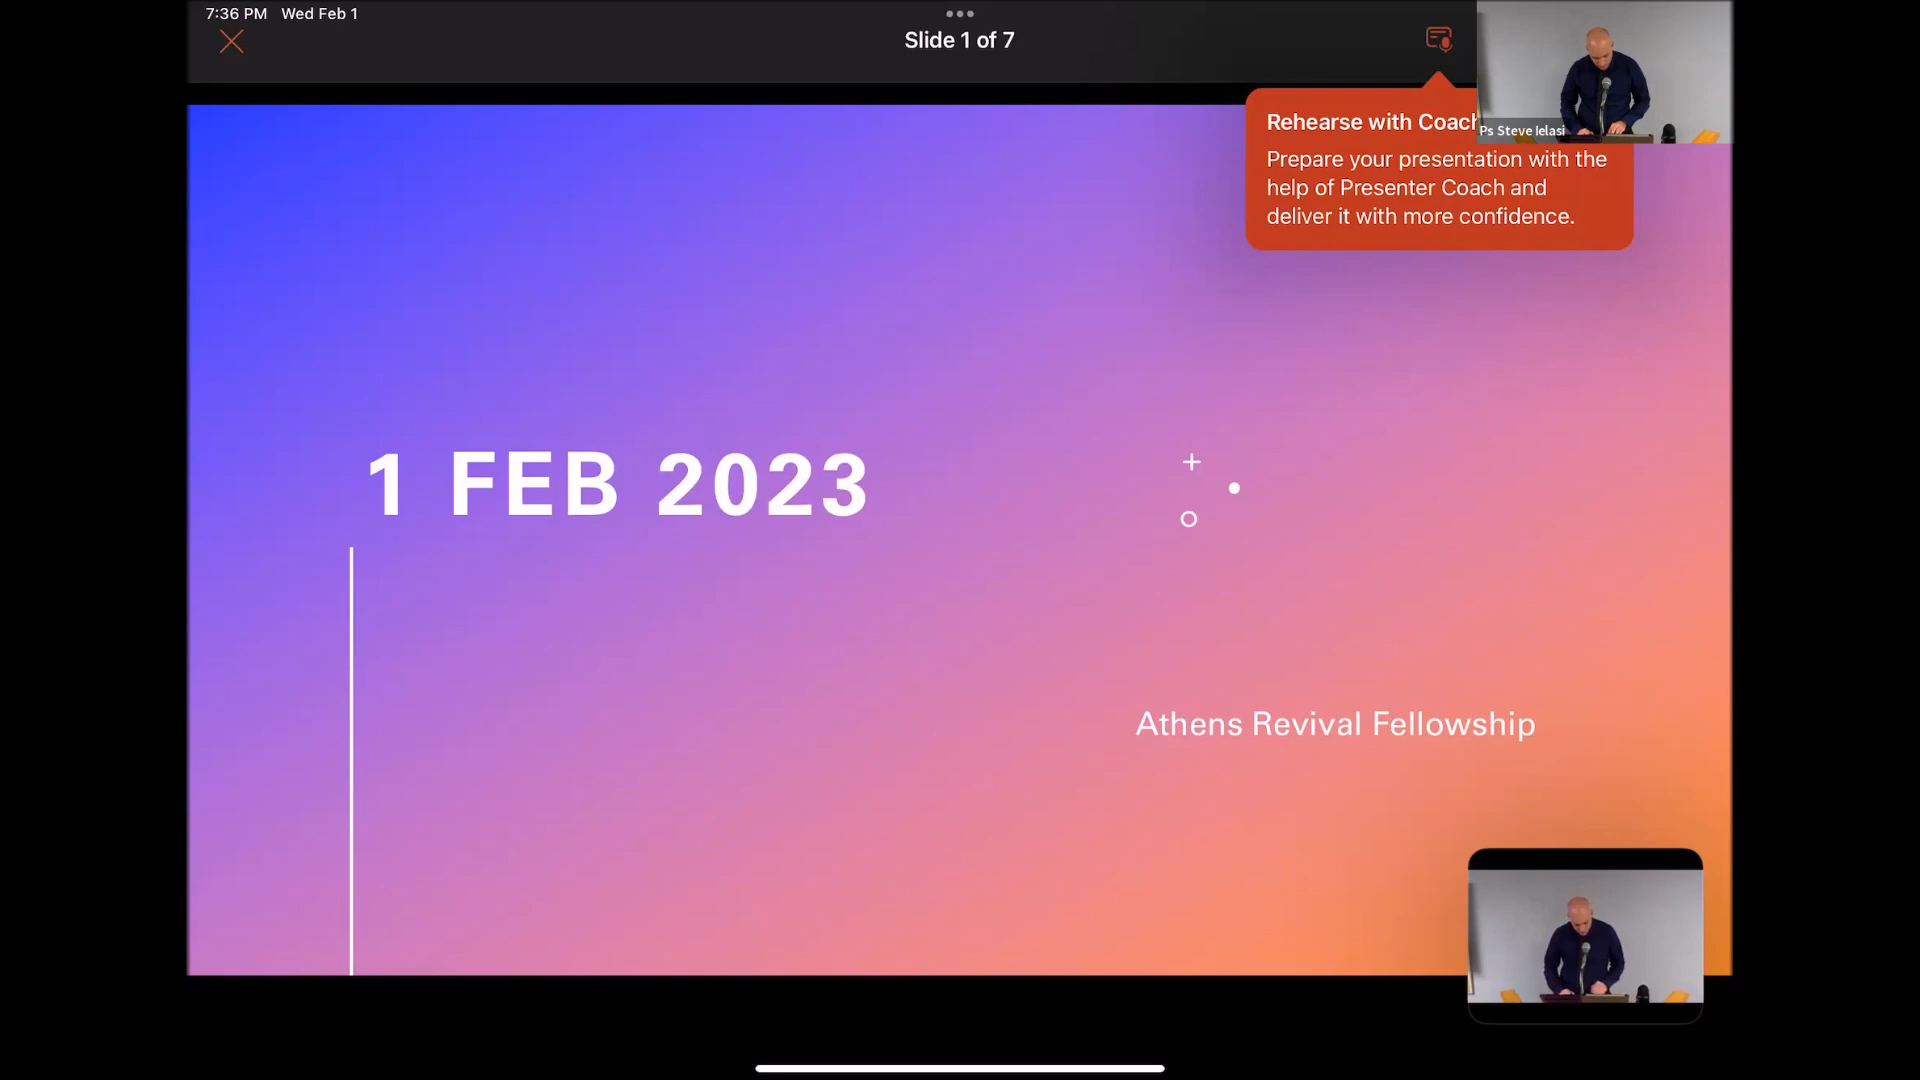 7:36 PM Wed Feb 1
Slide 1 of 7
Rehearse with Coach
Prepare your presentation with the
help of Presenter Coach and
deliver it with more confidence.
Ps Steve Ielasi
1 FEB 2023
Athens Revival Fellowship